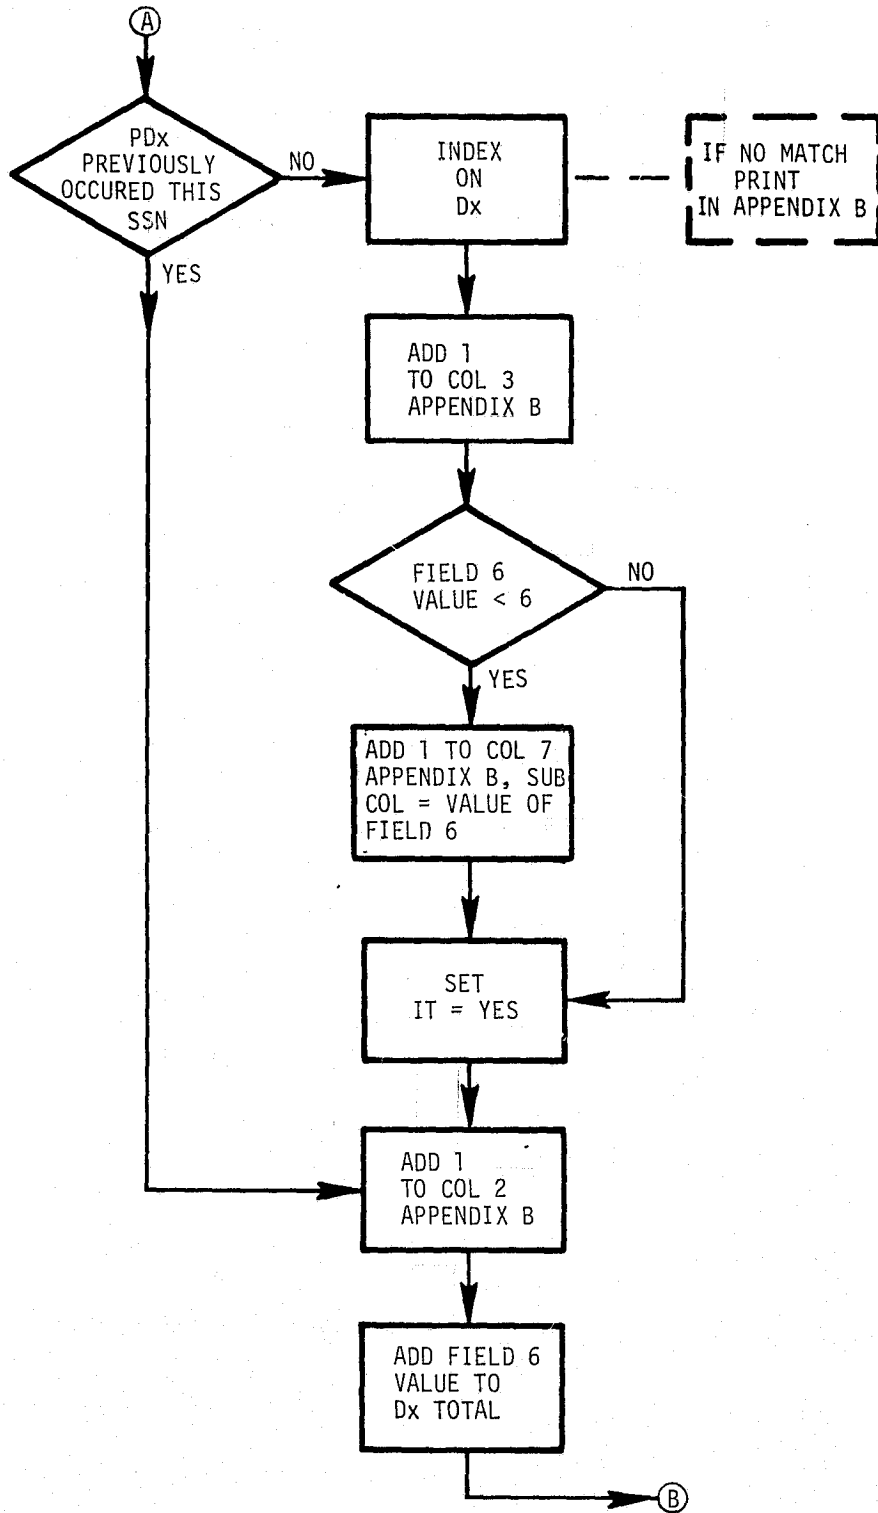 A
PDx
PREVIOUSLY
OCCURED THIS
SSN
NO
INDEX
ON
Dx
IF NO MATCH
PRINT
IN APPENDIX B
YES
ADD 1
TO COL 3
APPENDIX B
FIELD 6
VALUE < 6
NO
YES
ADD 1 TO COL 7
APPENDIX B, SUB
COL = VALUE OF
FIELD 6
SET
IT = YES
ADD 1
TO COL 2
APPENDIX B
ADD FIELD 6
VALUE TO
Dx TOTAL
B